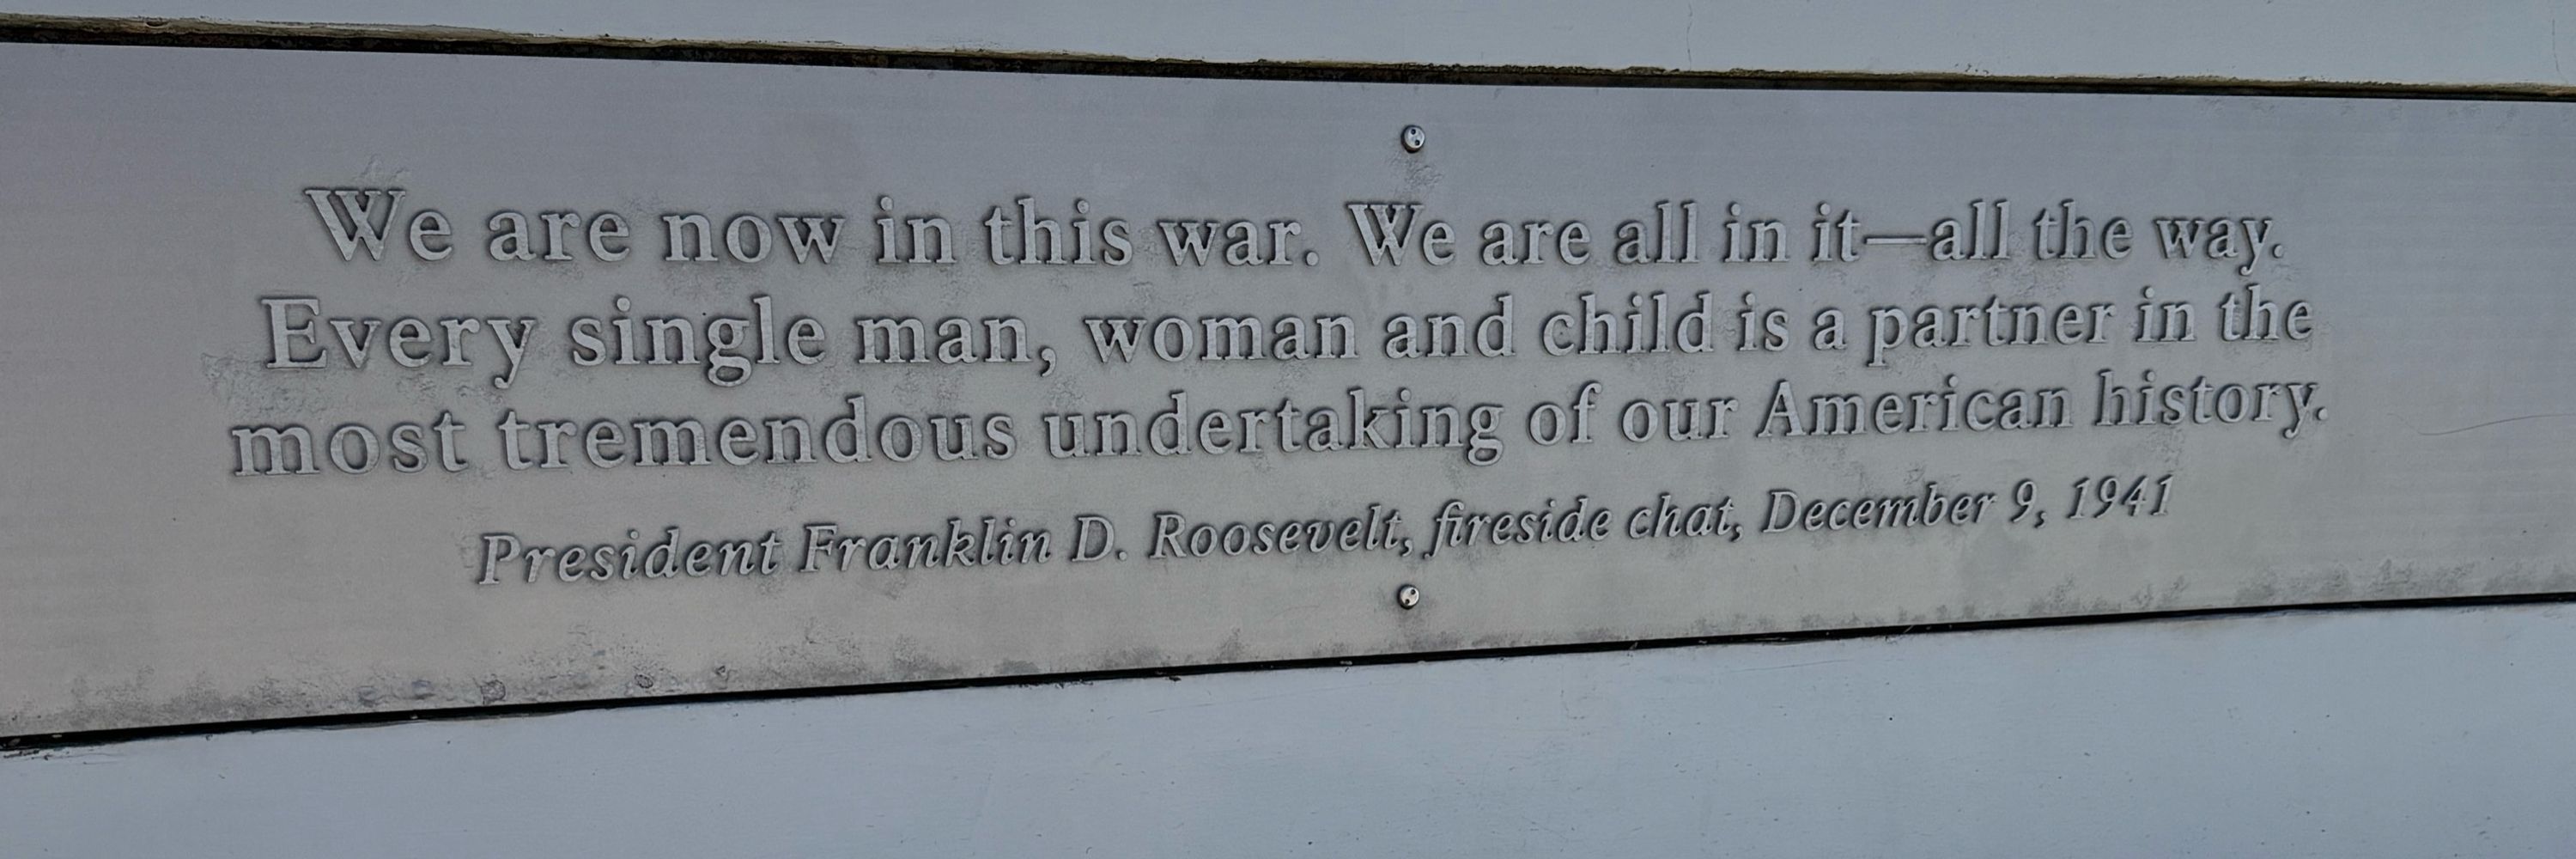 We are now in this war. We are all in it—all the way.
Every single man, woman and child is a partner in the
most tremendous undertaking of our American history.
President Franklin D. Roosevelt, fireside chat, December 9, 1941